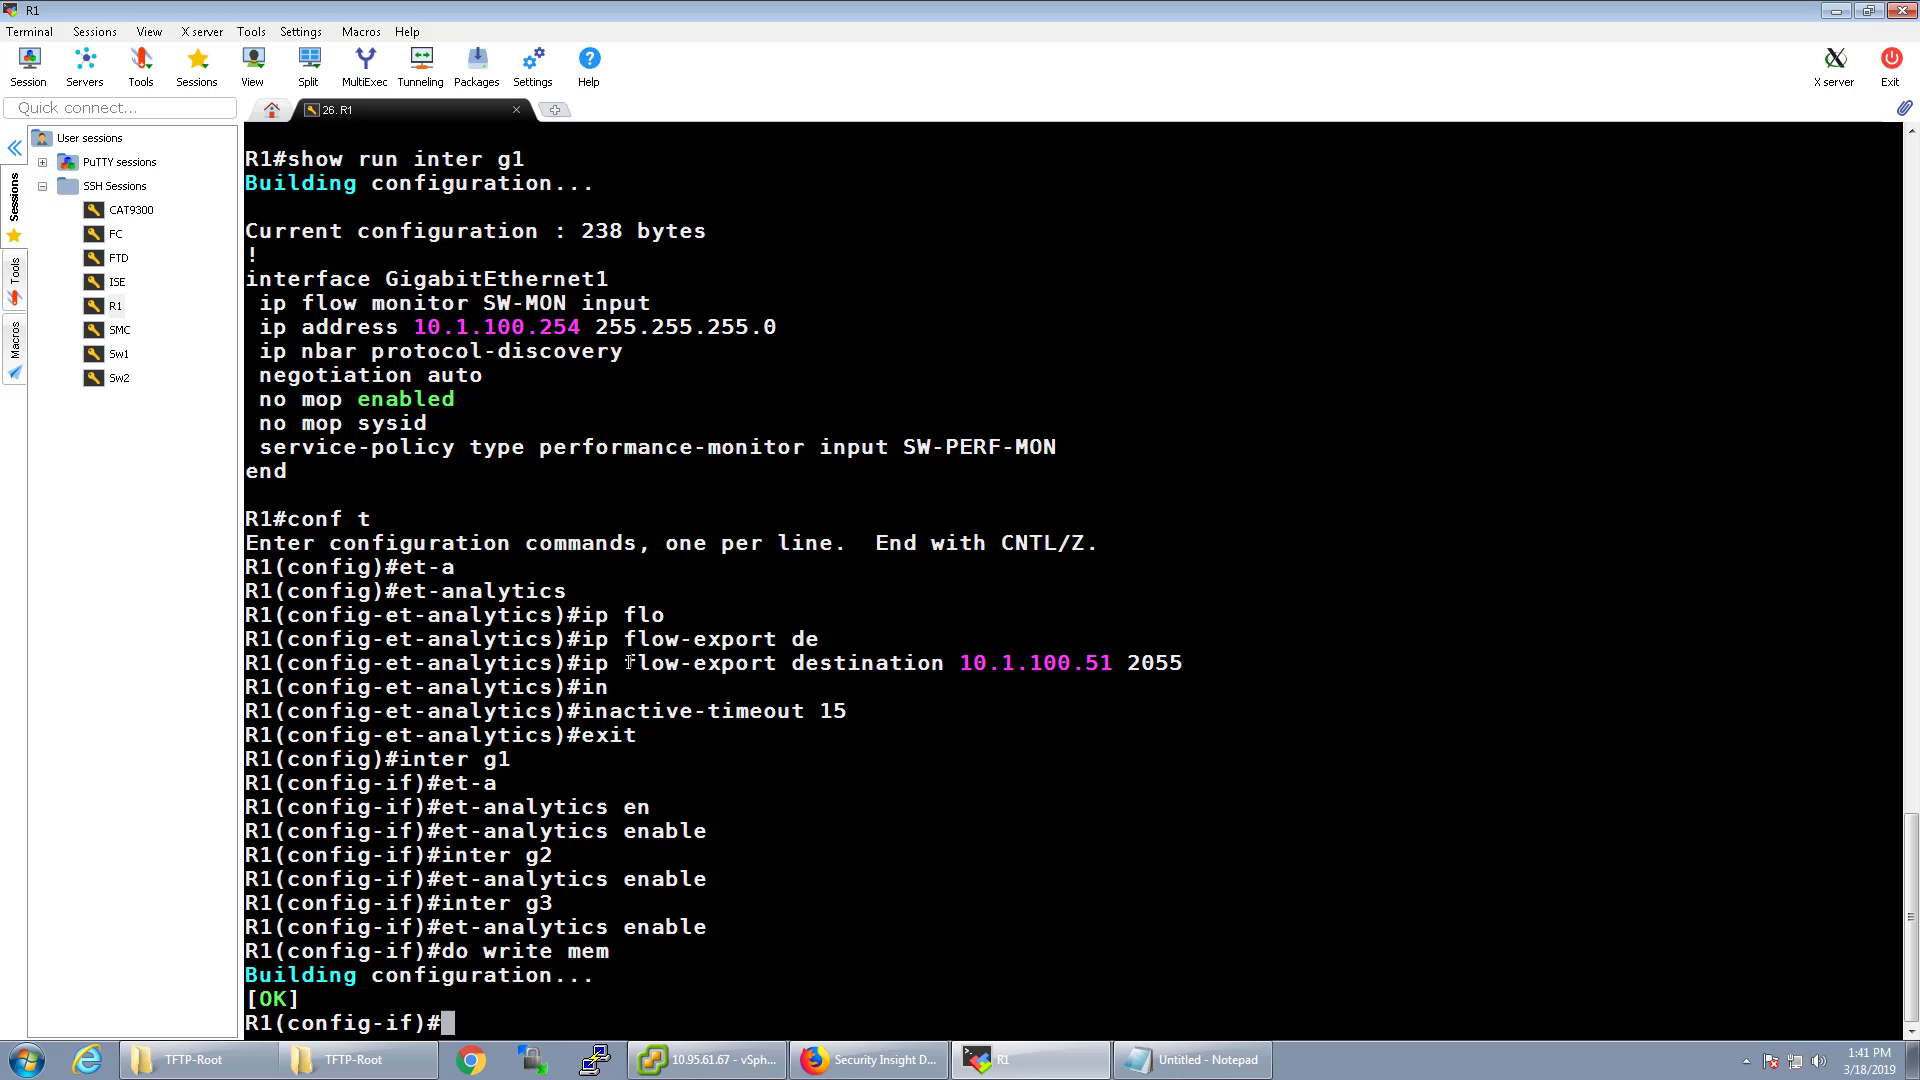 R1
Terminal Sessions View X server Tools Settings Macros Help
Session Servers Tools Sessions View Split MultiExec Tunneling Packages Settings Help X server Exit
Quick connect...
26. R1
User sessions
PuTTY sessions
SSH Sessions
CAT9300
FC
FTD
ISE
R1
SMC
Sw1
Sw2
Sessions
Tools
Macros
R1#show run inter g1
Building configuration...
Current configuration : 238 bytes
!
interface GigabitEthernet1
ip flow monitor SW-MON input
ip address 10.1.100.254 255.255.255.0
ip nbar protocol-discovery
negotiation auto
no mop enabled
no mop sysid
service-policy type performance-monitor input SW-PERF-MON
end
R1#conf t
Enter configuration commands, one per line.  End with CNTL/Z.
R1(config)#et-a
R1(config)#et-analytics
R1(config-et-analytics)#ip flo
R1(config-et-analytics)#ip flow-export de
R1(config-et-analytics)#ip flow-export destination 10.1.100.51 2055
R1(config-et-analytics)#in
R1(config-et-analytics)#inactive-timeout 15
R1(config-et-analytics)#exit
R1(config)#inter g1
R1(config-if)#et-a
R1(config-if)#et-analytics en
R1(config-if)#et-analytics enable
R1(config-if)#inter g2
R1(config-if)#et-analytics enable
R1(config-if)#inter g3
R1(config-if)#et-analytics enable
R1(config-if)#do write mem
Building configuration...
[OK]
R1(config-if)#
TFTP-Root
TFTP-Root
10.95.61.67 - vSph...
Security Insight D...
R1
Untitled - Notepad
1:41 PM
3/18/2019